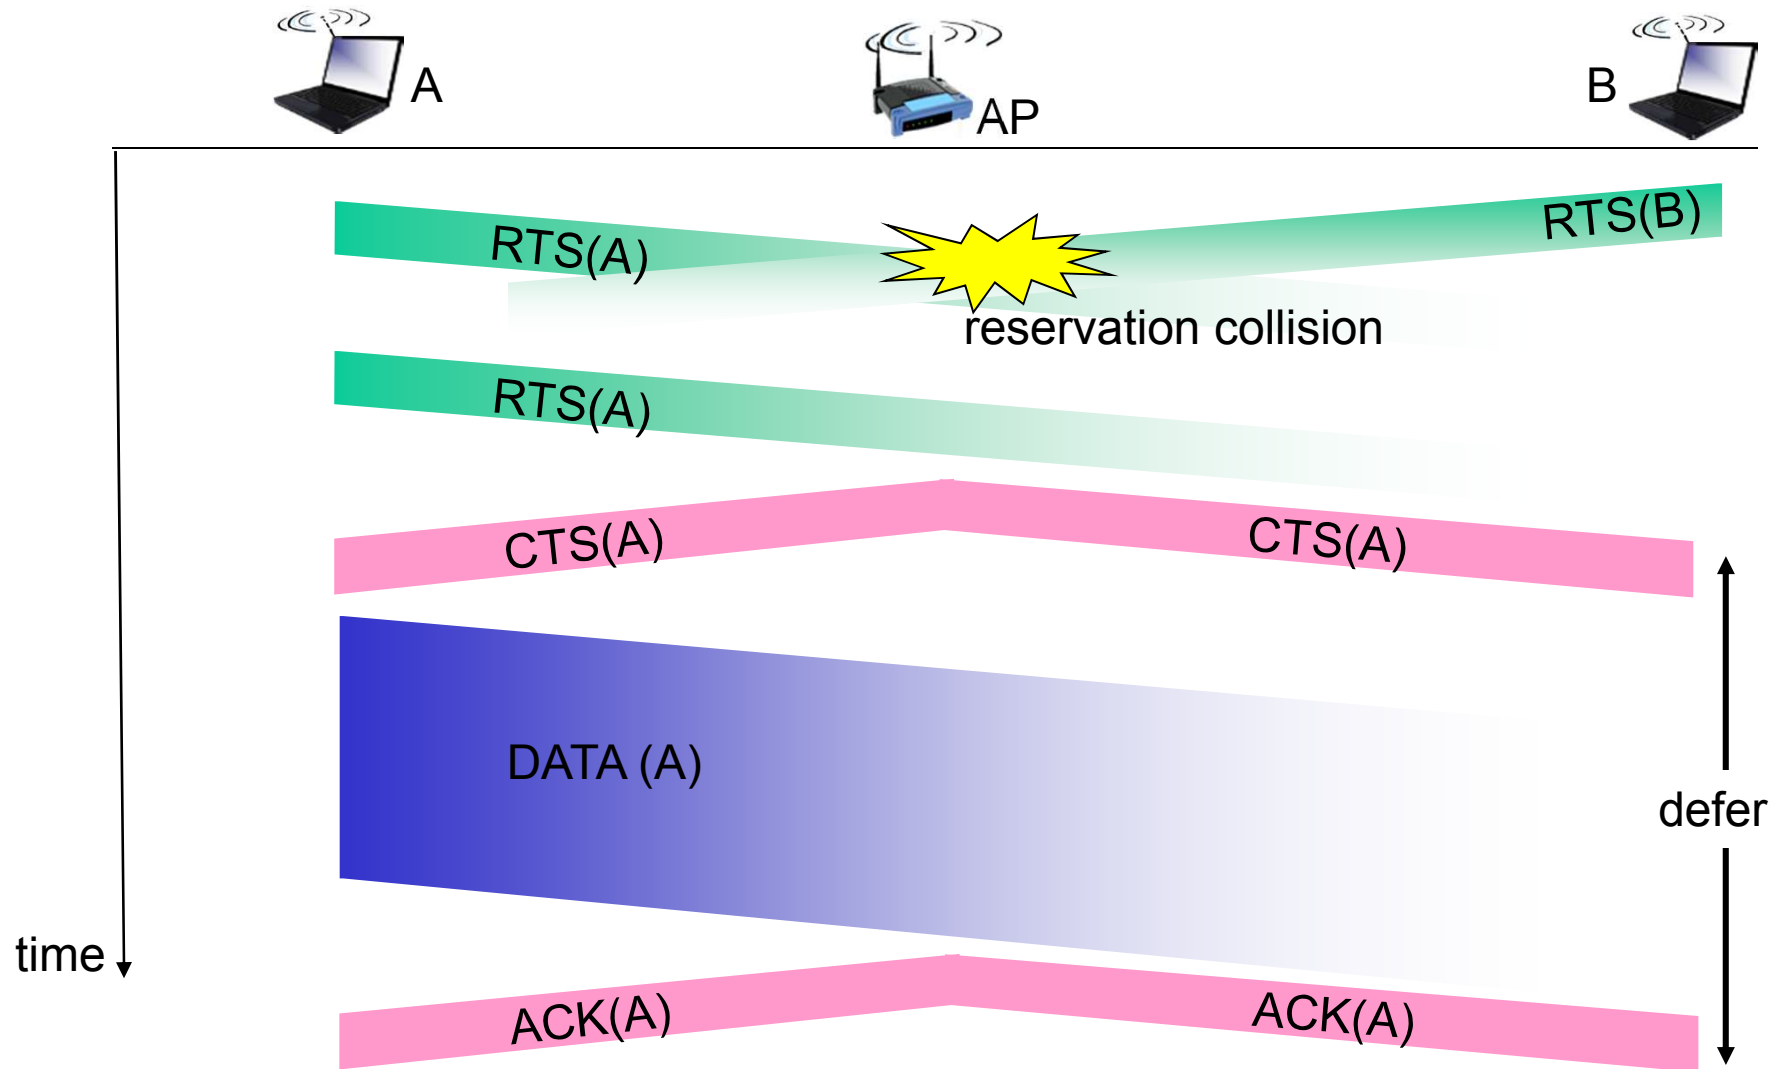 A
AP
B
RTS(A)
RTS(B)
reservation collision
RTS(A)
CTS(A)
CTS(A)
DATA (A)
defer
time
ACK(A)
ACK(A)